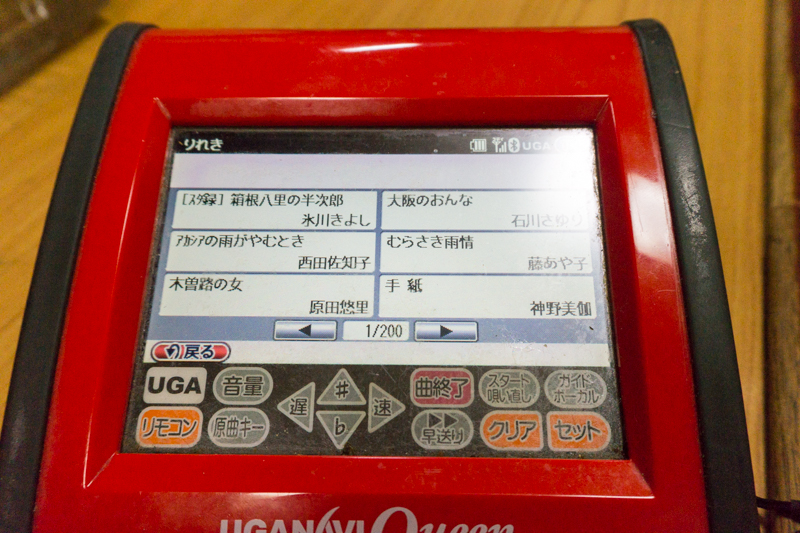 りれき
UGA
[ｽﾀ録] 箱根八里の半次郎
氷川きよし
大阪のおんな
石川さゆり
ｱｶｼｱの雨がやむとき
西田佐知子
むらさき雨情
藤あや子
木曽路の女
原田悠里
手 紙
神野美伽
◀ 1/200 ▶
戻る
UGA
音量
遅
♯
速
曲終了
スタート
唄い直し
ガイド
ボーカル
リモコン
原曲キー
♭
早送り
クリア
セット
UGANAVI Queen